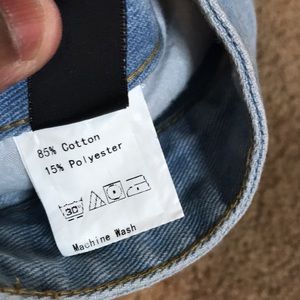 85% Cotton
15% Polyester
30
Machine Wash